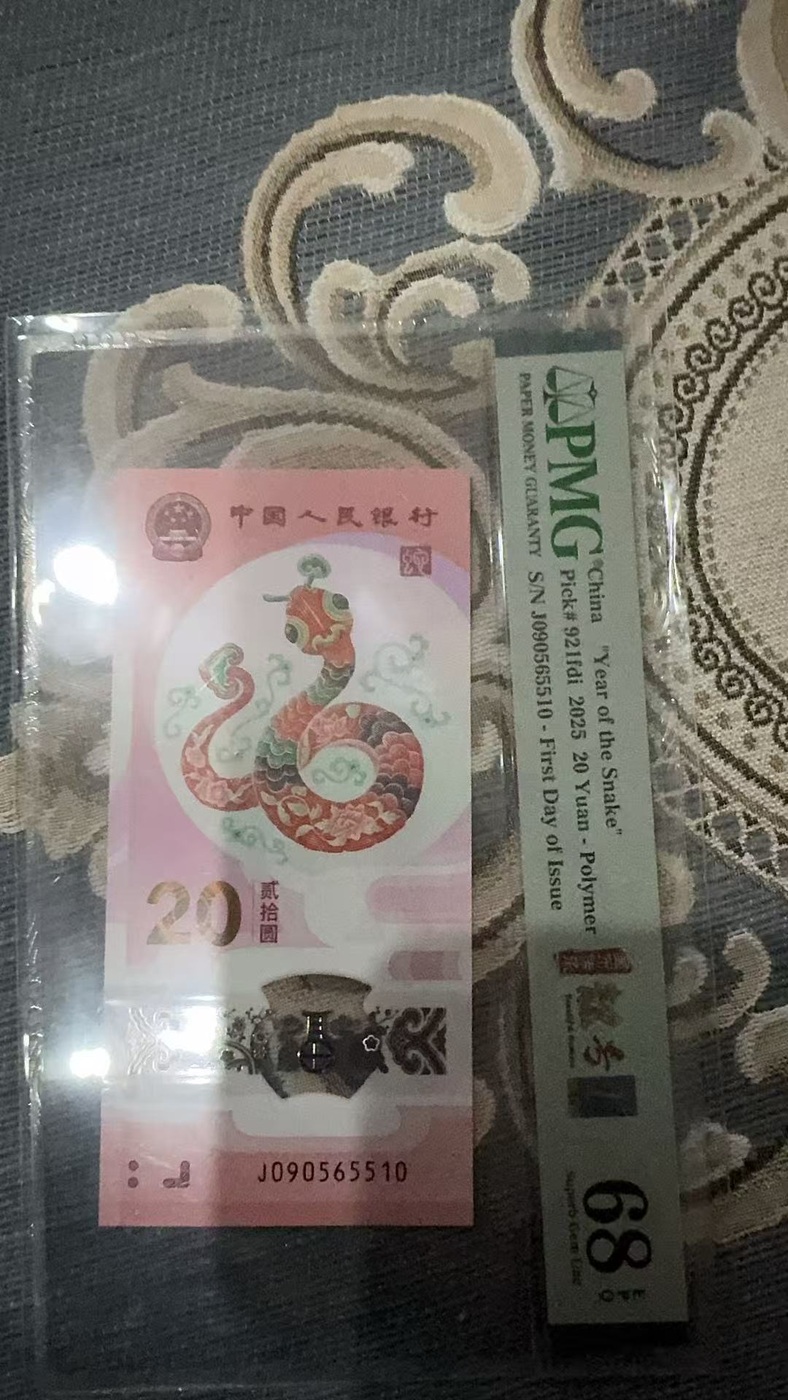 中国人民银行
20
贰拾圆
J090565510
PMG
PAPER MONEY GUARANTY
China "Year of the Snake"
Pick# 921fdi 2025 20 Yuan - Polymer
S/N J090565510 - First Day of Issue
68
EPQ
Superb Gem Unc